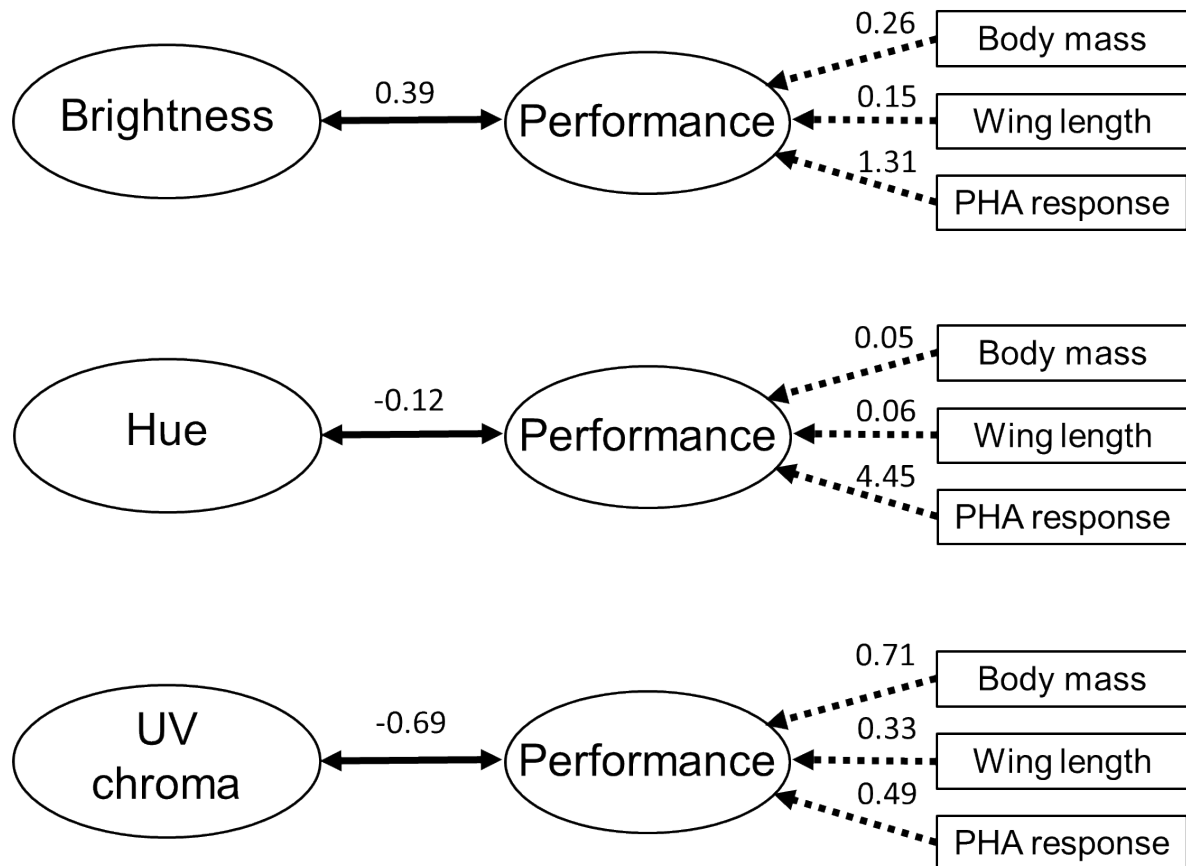 Brightness
0.39
Performance
0.26
Body mass
0.15
Wing length
1.31
PHA response
Hue
-0.12
Performance
0.05
Body mass
0.06
Wing length
4.45
PHA response
UV
chroma
-0.69
Performance
0.71
Body mass
0.33
Wing length
0.49
PHA response